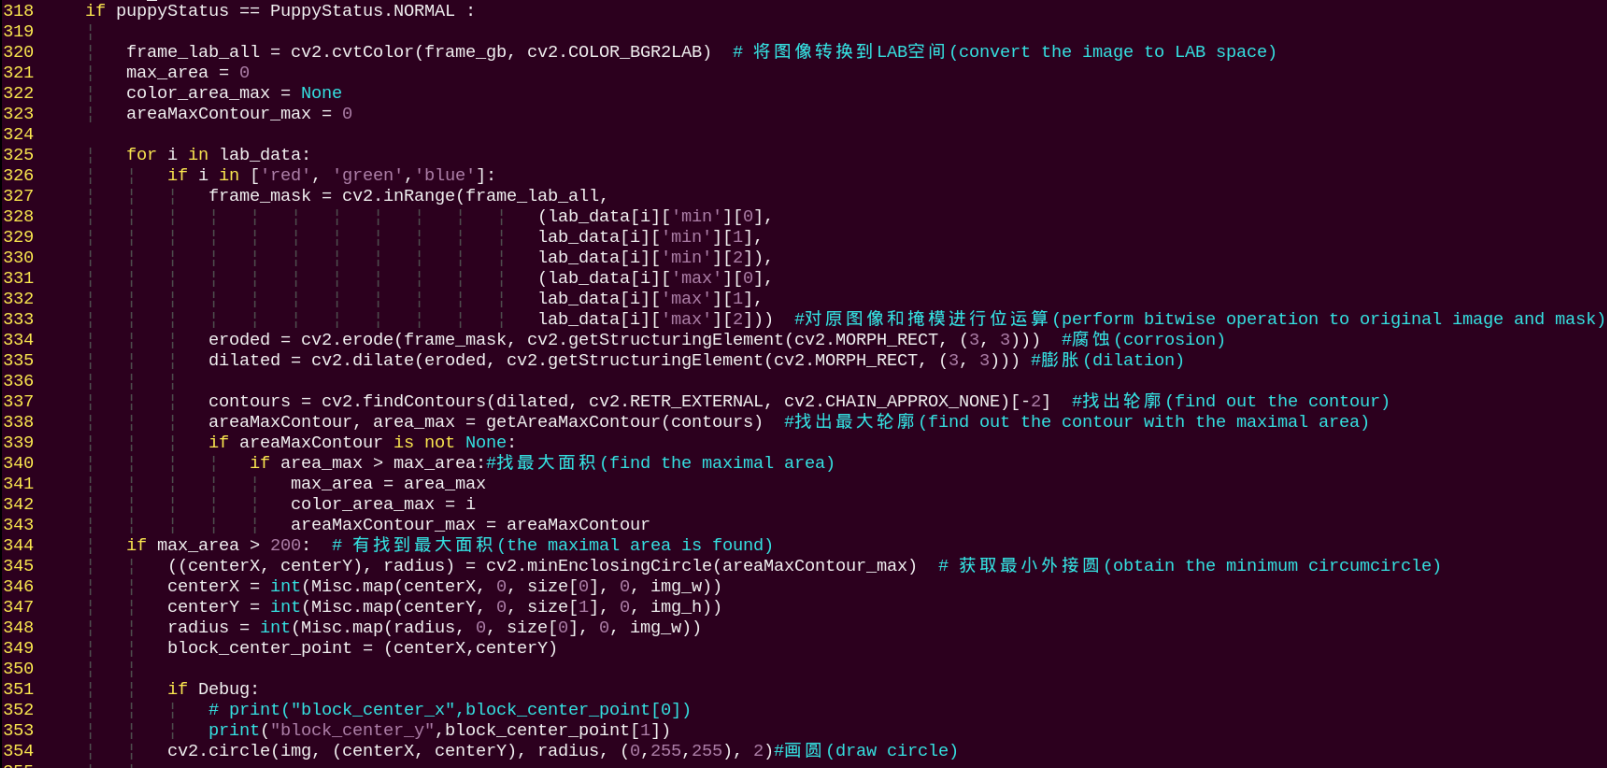 318 if puppyStatus == PuppyStatus.NORMAL :
319
320 frame_lab_all = cv2.cvtColor(frame_gb, cv2.COLOR_BGR2LAB)  # 将图像转换到LAB空间(convert the image to LAB space)
321 max_area = 0
322 color_area_max = None
323 areaMaxContour_max = 0
324
325 for i in lab_data:
326 if i in ['red', 'green','blue']:
327 frame_mask = cv2.inRange(frame_lab_all,
328 (lab_data[i]['min'][0],
329 lab_data[i]['min'][1],
330 lab_data[i]['min'][2]),
331 (lab_data[i]['max'][0],
332 lab_data[i]['max'][1],
333 lab_data[i]['max'][2]))  #对原图像和掩模进行位运算(perform bitwise operation to original image and mask)
334 eroded = cv2.erode(frame_mask, cv2.getStructuringElement(cv2.MORPH_RECT, (3, 3)))  #腐蚀(corrosion)
335 dilated = cv2.dilate(eroded, cv2.getStructuringElement(cv2.MORPH_RECT, (3, 3))) #膨胀(dilation)
336
337 contours = cv2.findContours(dilated, cv2.RETR_EXTERNAL, cv2.CHAIN_APPROX_NONE)[-2]  #找出轮廓(find out the contour)
338 areaMaxContour, area_max = getAreaMaxContour(contours)  #找出最大轮廓(find out the contour with the maximal area)
339 if areaMaxContour is not None:
340 if area_max > max_area:#找最大面积(find the maximal area)
341 max_area = area_max
342 color_area_max = i
343 areaMaxContour_max = areaMaxContour
344 if max_area > 200:  # 有找到最大面积(the maximal area is found)
345 ((centerX, centerY), radius) = cv2.minEnclosingCircle(areaMaxContour_max)  # 获取最小外接圆(obtain the minimum circumcircle)
346 centerX = int(Misc.map(centerX, 0, size[0], 0, img_w))
347 centerY = int(Misc.map(centerY, 0, size[1], 0, img_h))
348 radius = int(Misc.map(radius, 0, size[0], 0, img_w))
349 block_center_point = (centerX,centerY)
350
351 if Debug:
352 # print("block_center_x",block_center_point[0])
353 print("block_center_y",block_center_point[1])
354 cv2.circle(img, (centerX, centerY), radius, (0,255,255), 2)#画圆(draw circle)